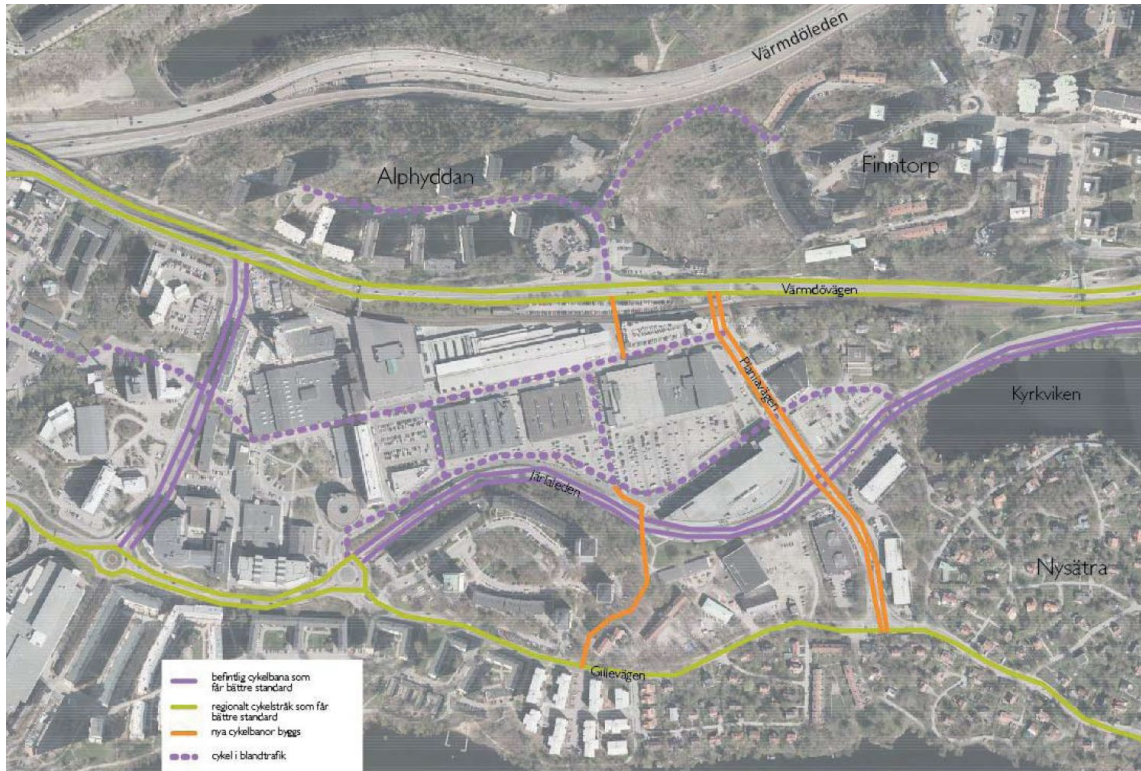 Värmdöleden
Alphyddan
Finntorp
Värmdövägen
Planiavägen
Kyrkviken
Järlaleden
Nysätra
Gillevägen
befintlig cykelbana som
får bättre standard
regionalt cykelstråk som får
bättre standard
nya cykelbanor byggs
cykel i blandtrafik